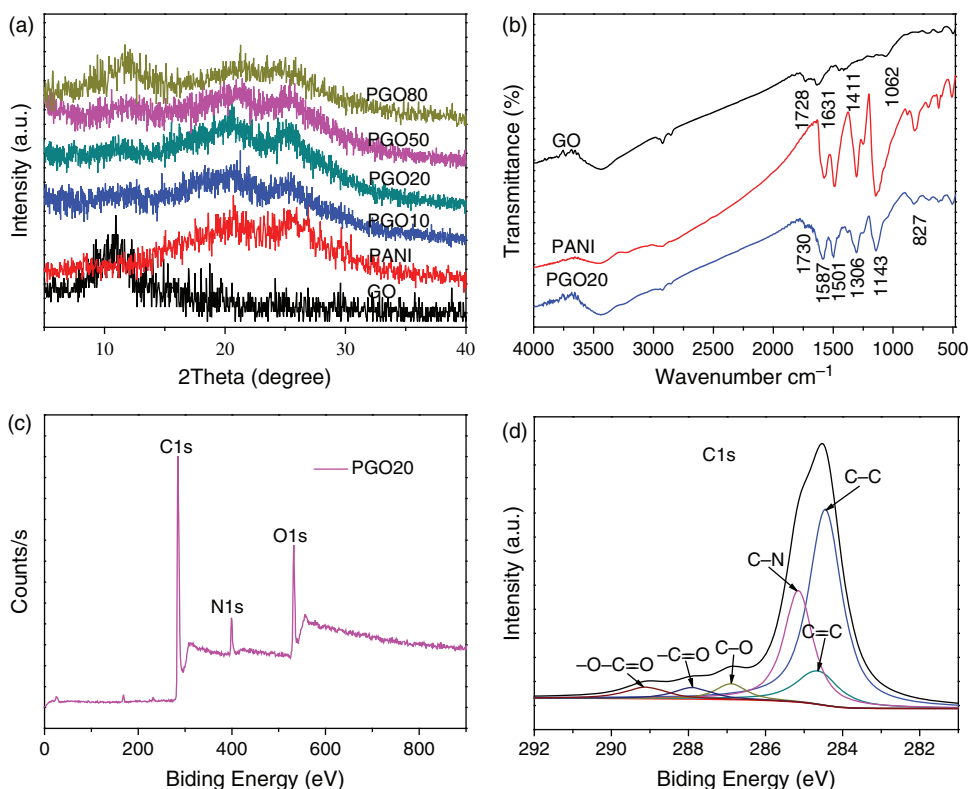 (a)
Intensity (a.u.)
PGO80
PGO50
PGO20
PGO10
PANI
GO
10 20 30 40
2Theta (degree)
(b)
Transmittance (%)
GO
PANI
PGO20
1728
1631
1411
1062
1730
1587
1501
1306
1143
827
4000 3500 3000 2500 2000 1500 1000 500
Wavenumber cm⁻¹
(c)
Counts/s
C1s
N1s
O1s
PGO20
0 200 400 600 800
Biding Energy (eV)
(d)
Intensity (a.u.)
C1s
C–C
C–N
C=C
C–O
–C=O
–O–C=O
292 290 288 286 284 282
Biding Energy (eV)